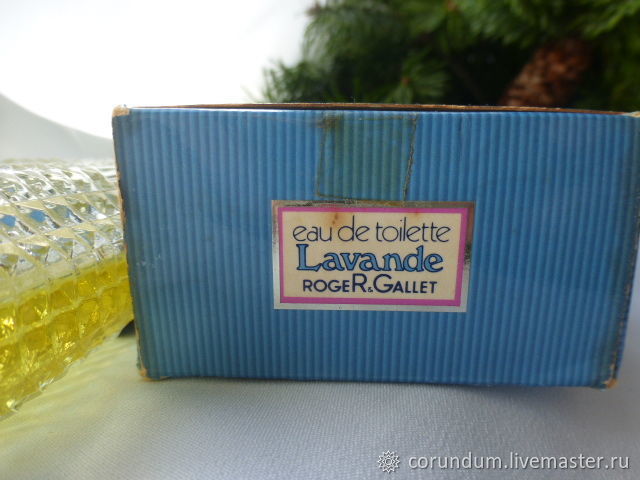 eau de toilette
Lavande
ROGER&GALLET
corundum.livemaster.ru